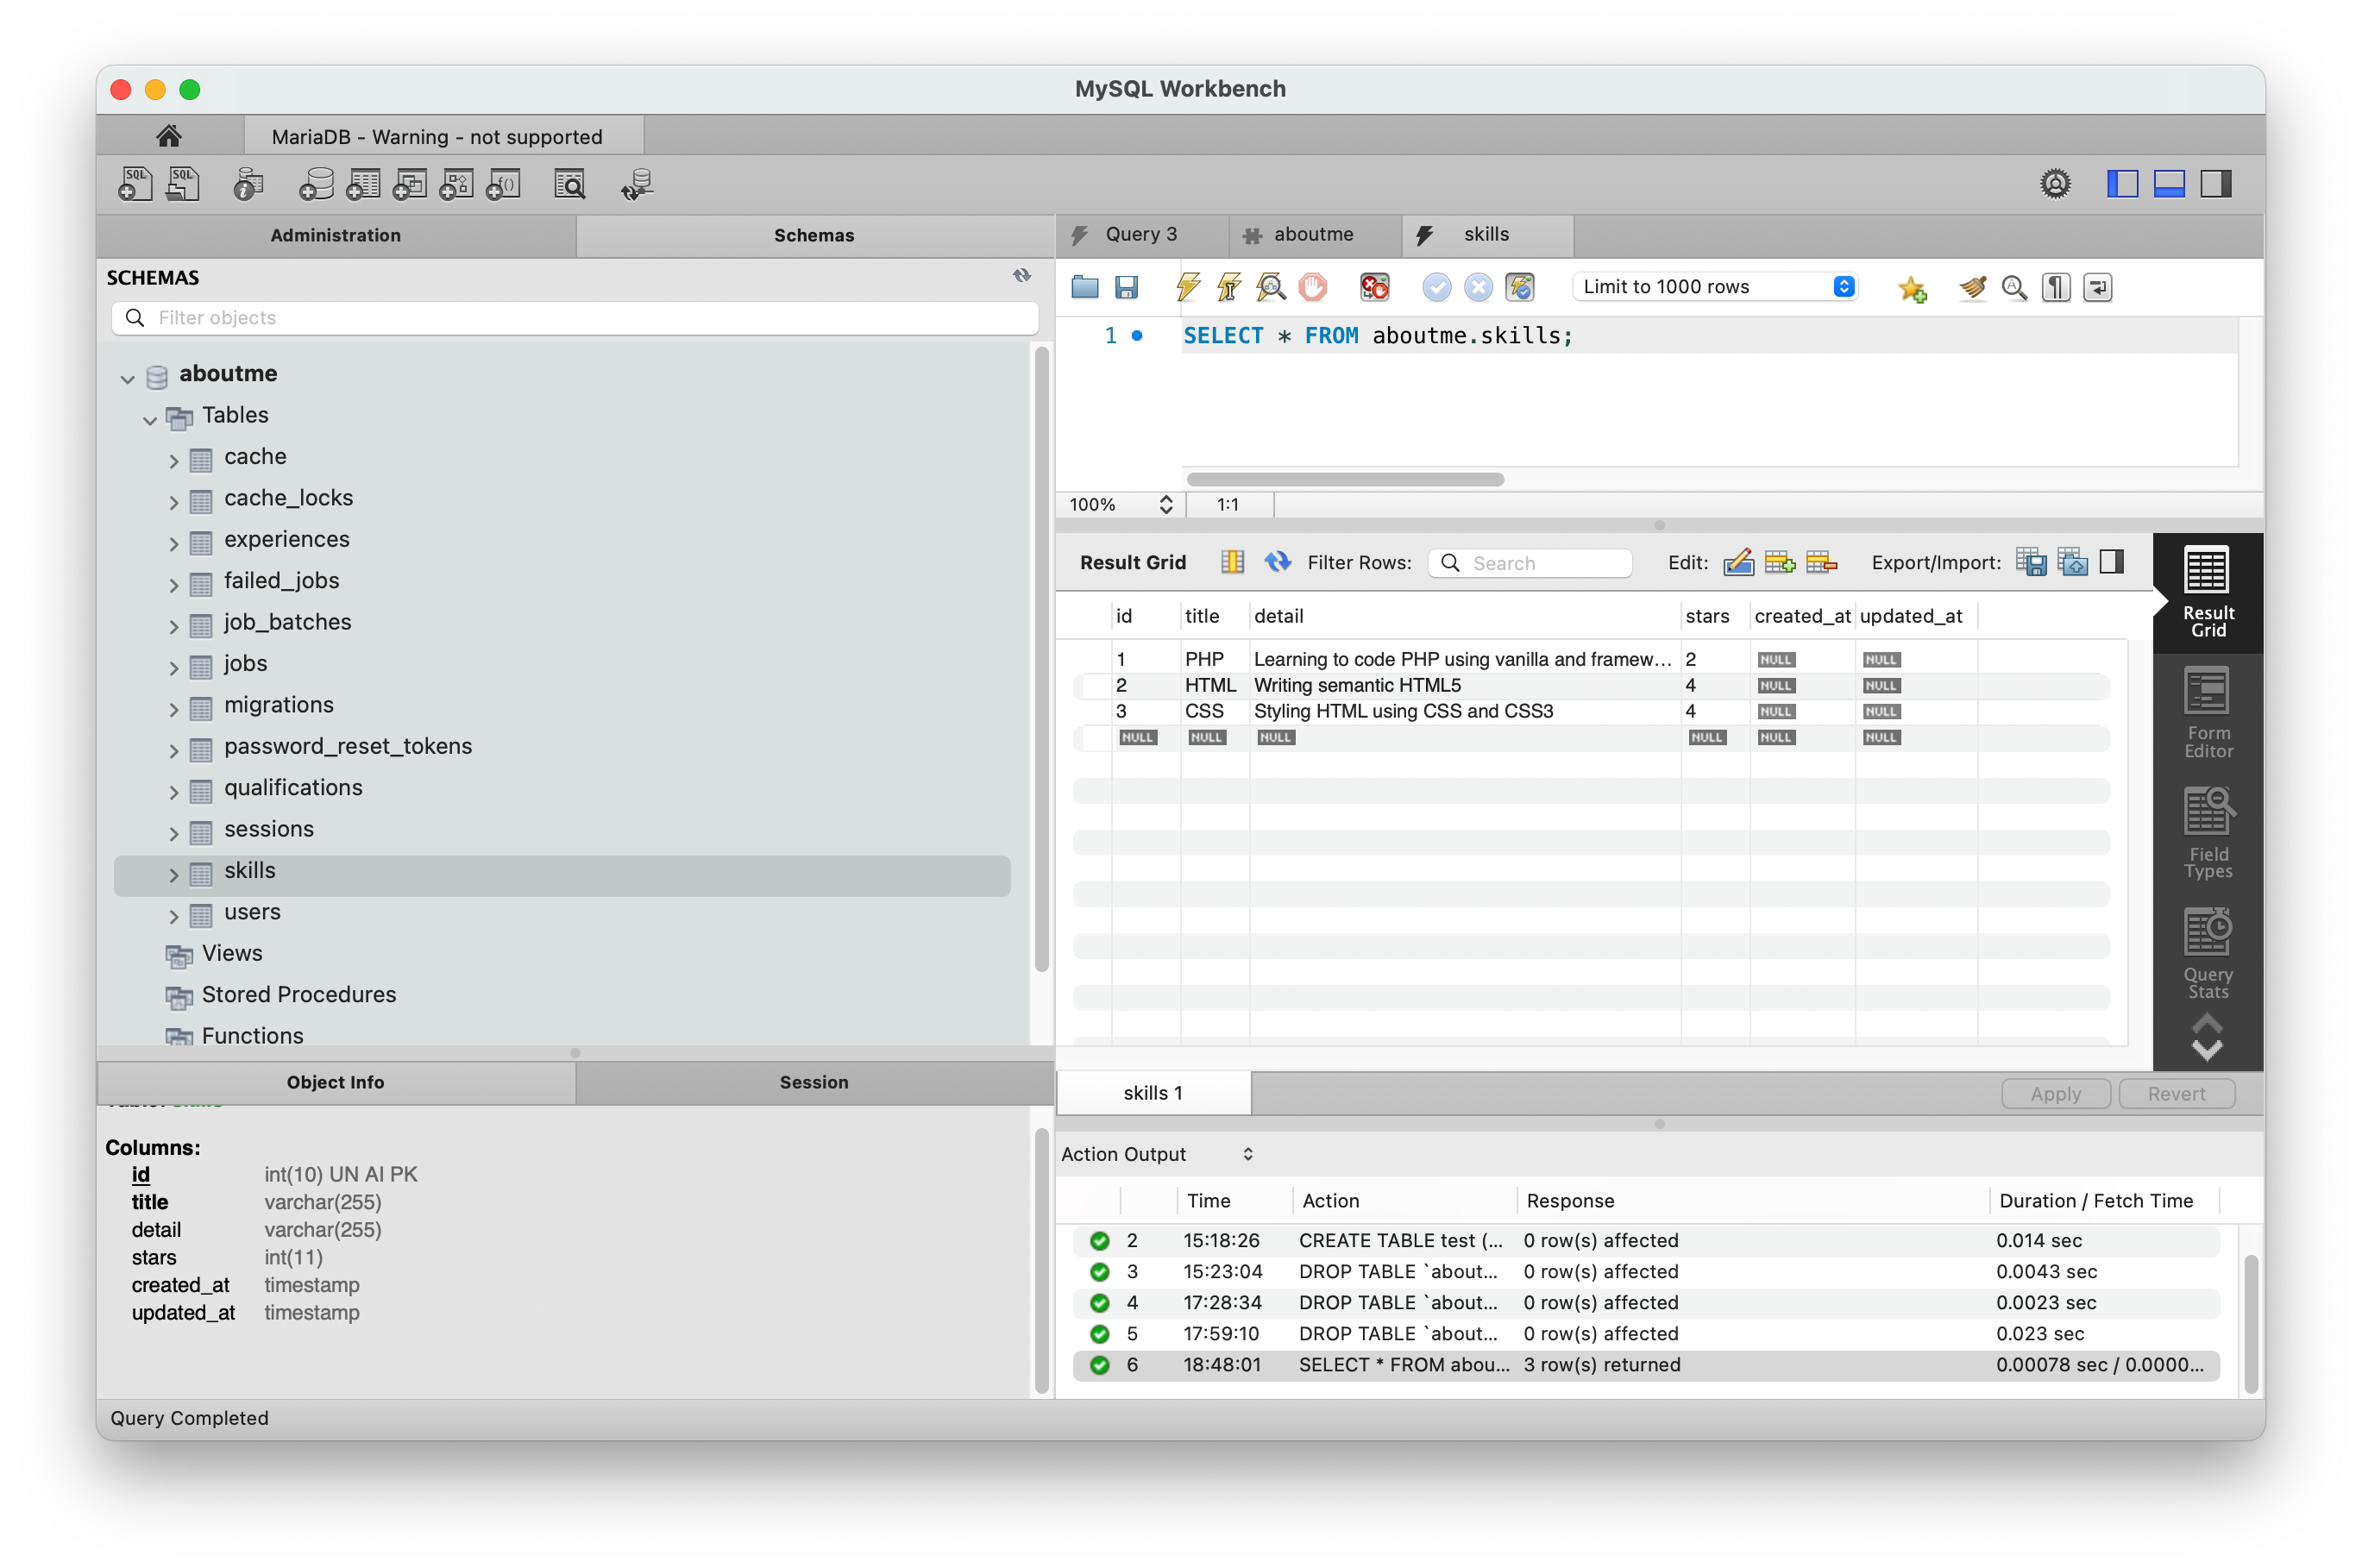 MySQL Workbench
MariaDB - Warning - not supported
SQL SQL
Administration Schemas
SCHEMAS
Filter objects
aboutme
Tables
cache
cache_locks
experiences
failed_jobs
job_batches
jobs
migrations
password_reset_tokens
qualifications
sessions
skills
users
Views
Stored Procedures
Functions
Object Info Session
Columns:
id int(10) UN AI PK
title varchar(255)
detail varchar(255)
stars int(11)
created_at timestamp
updated_at timestamp
Query Completed
Query 3 aboutme skills
Limit to 1000 rows
1 SELECT * FROM aboutme.skills;
100% 1:1
Result Grid Filter Rows: Search Edit: Export/Import:
id title detail stars created_at updated_at
1 PHP Learning to code PHP using vanilla and framew... 2 NULL NULL
2 HTML Writing semantic HTML5 4 NULL NULL
3 CSS Styling HTML using CSS and CSS3 4 NULL NULL
NULL NULL NULL NULL NULL NULL
Result
Grid
Form
Editor
Field
Types
Query
Stats
skills 1 Apply Revert
Action Output
Time Action Response Duration / Fetch Time
2 15:18:26 CREATE TABLE test (... 0 row(s) affected 0.014 sec
3 15:23:04 DROP TABLE `about... 0 row(s) affected 0.0043 sec
4 17:28:34 DROP TABLE `about... 0 row(s) affected 0.0023 sec
5 17:59:10 DROP TABLE `about... 0 row(s) affected 0.023 sec
6 18:48:01 SELECT * FROM abou... 3 row(s) returned 0.00078 sec / 0.0000...